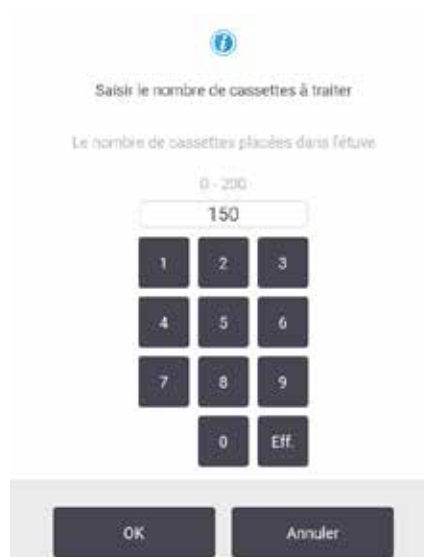 i
Saisir le nombre de cassettes à traiter
Le nombre de cassettes placées dans l'étuve
0 - 200
150
1 2 3
4 5 6
7 8 9
0 Eff.
OK Annuler